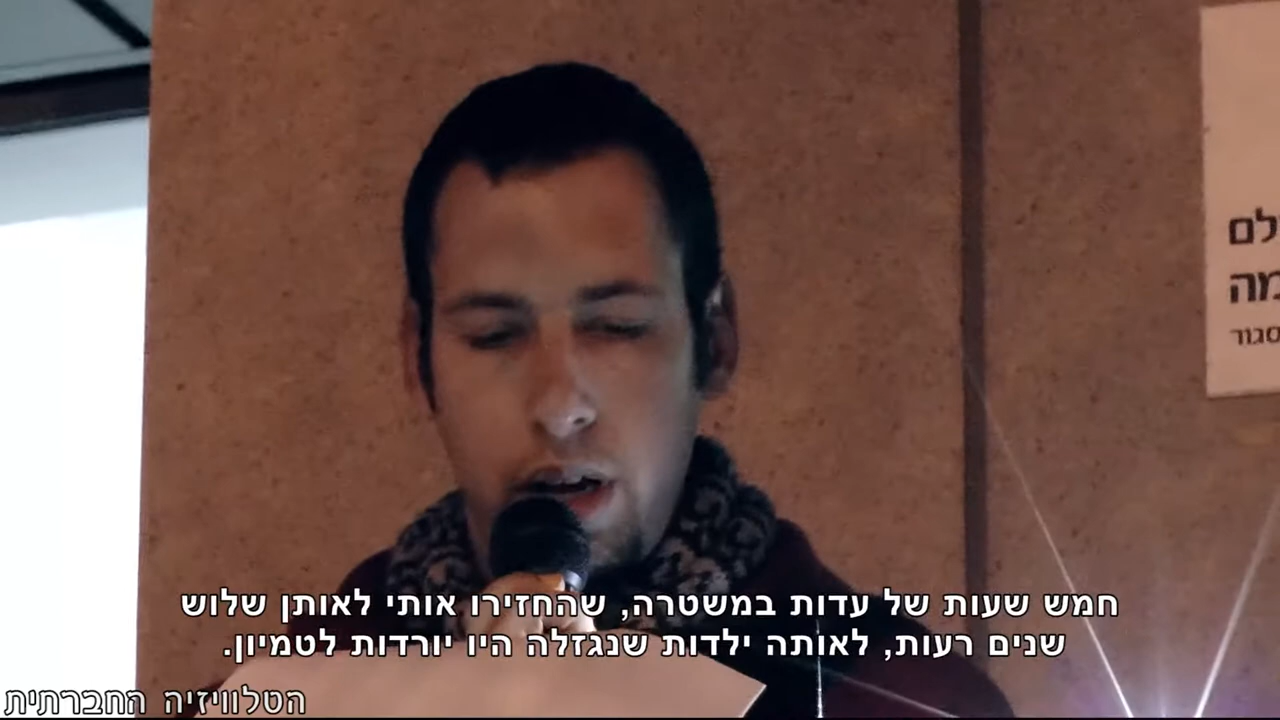 חמש שעות של עדות במשטרה, שהחזירו אותי לאותן שלוש
שנים רעות, לאותה ילדות שנגזלה היו יורדות לטמיון.
הטלוויזיה החברתית